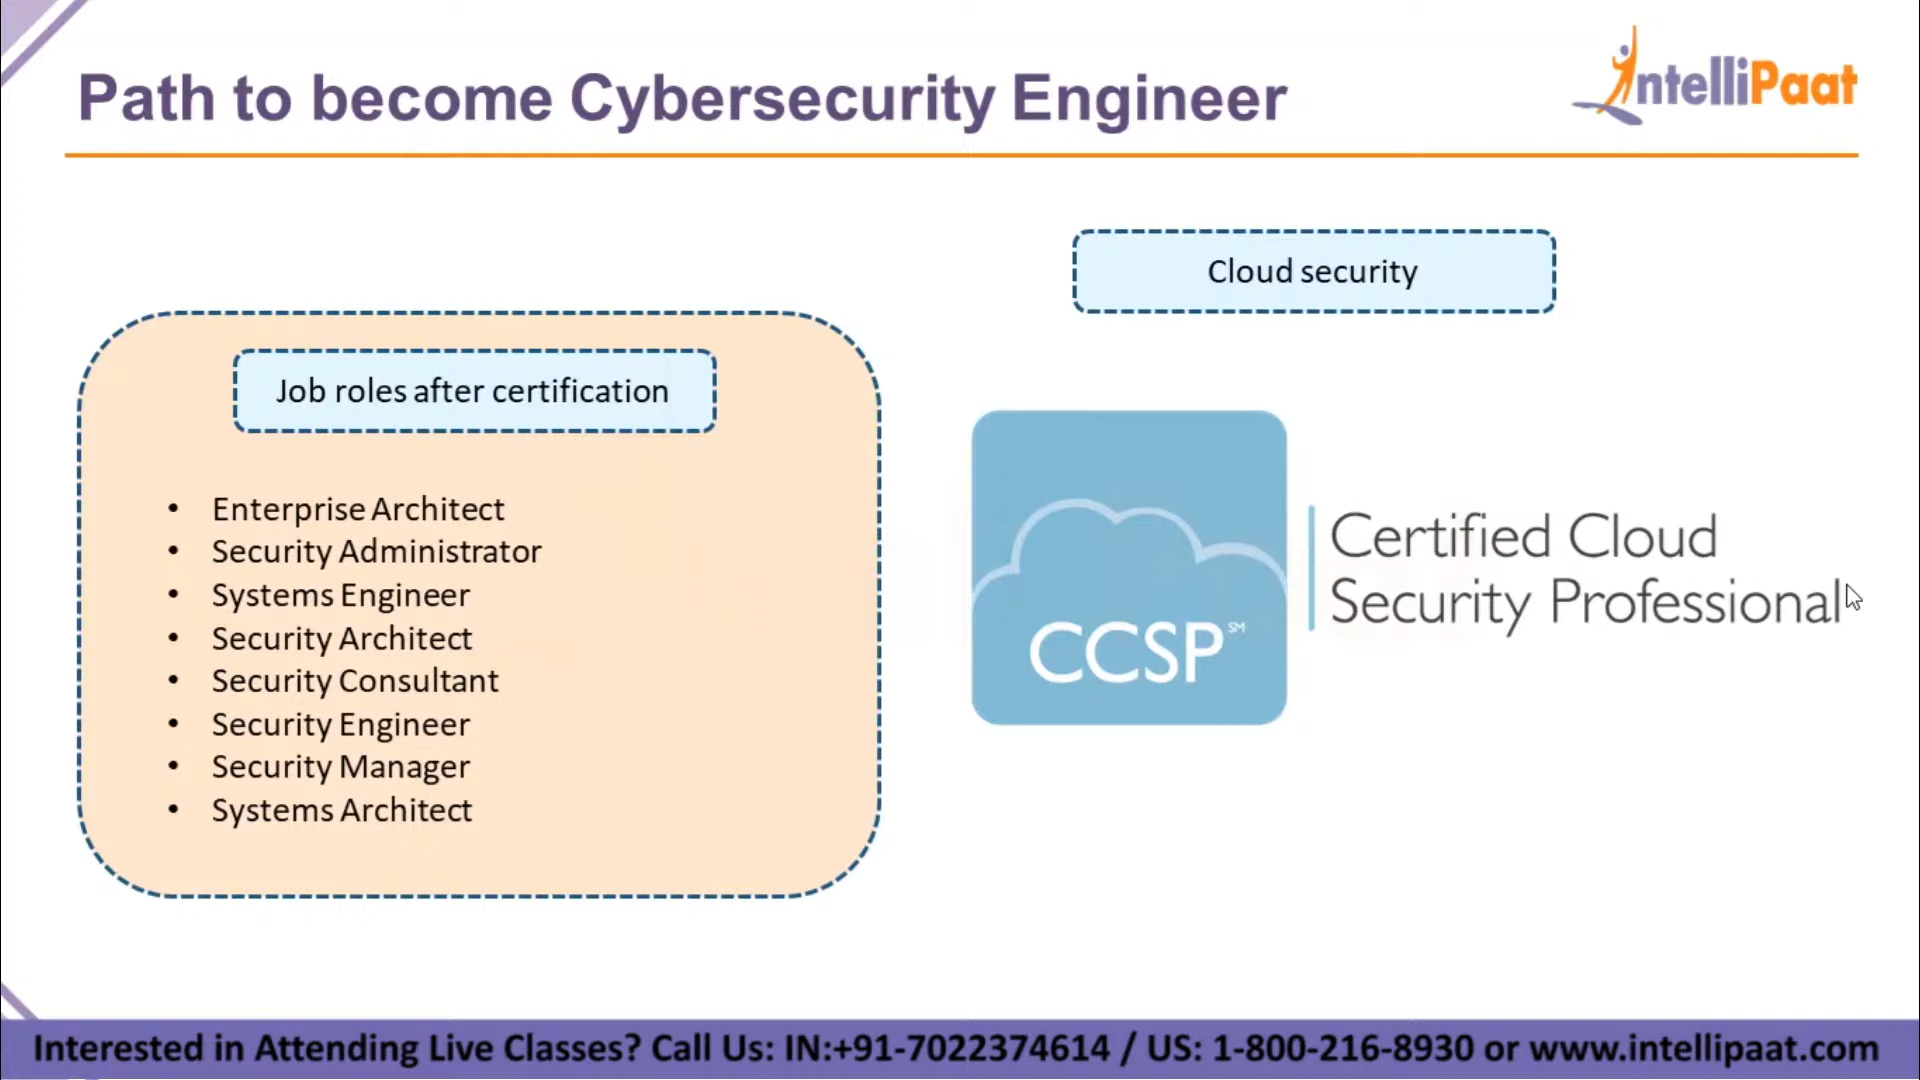 Path to become Cybersecurity Engineer
IntelliPaat
Cloud security
Job roles after certification
• Enterprise Architect
• Security Administrator
• Systems Engineer
• Security Architect
• Security Consultant
• Security Engineer
• Security Manager
• Systems Architect
CCSP℠
Certified Cloud
Security Professional
Interested in Attending Live Classes? Call Us: IN:+91-7022374614 / US: 1-800-216-8930 or www.intellipaat.com